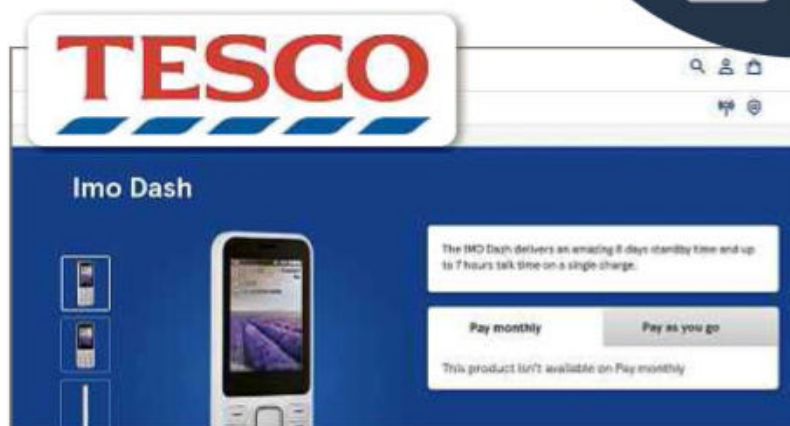 TESCO
Imo Dash
The IMO Dash delivers an amazing 8 days standby time and up
to 7 hours talk time on a single charge.
Pay monthly
Pay as you go
This product isn't available on Pay monthly